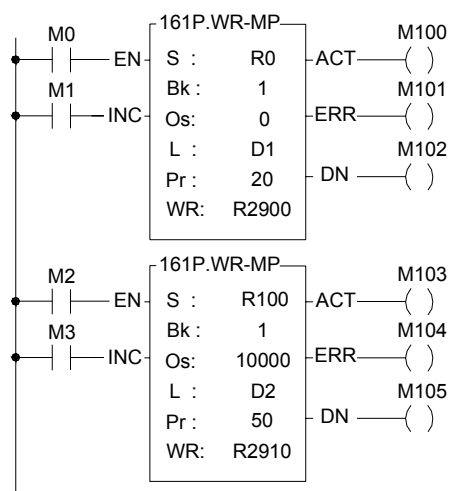 161P.WR-MP
M0 EN S : R0 ACT M100
M1 INC Bk : 1 M101
Os: 0 ERR
L : D1 M102
Pr : 20 DN
WR: R2900
161P.WR-MP
M2 EN S : R100 ACT M103
M3 INC Bk : 1 M104
Os: 10000 ERR
L : D2 M105
Pr : 50 DN
WR: R2910